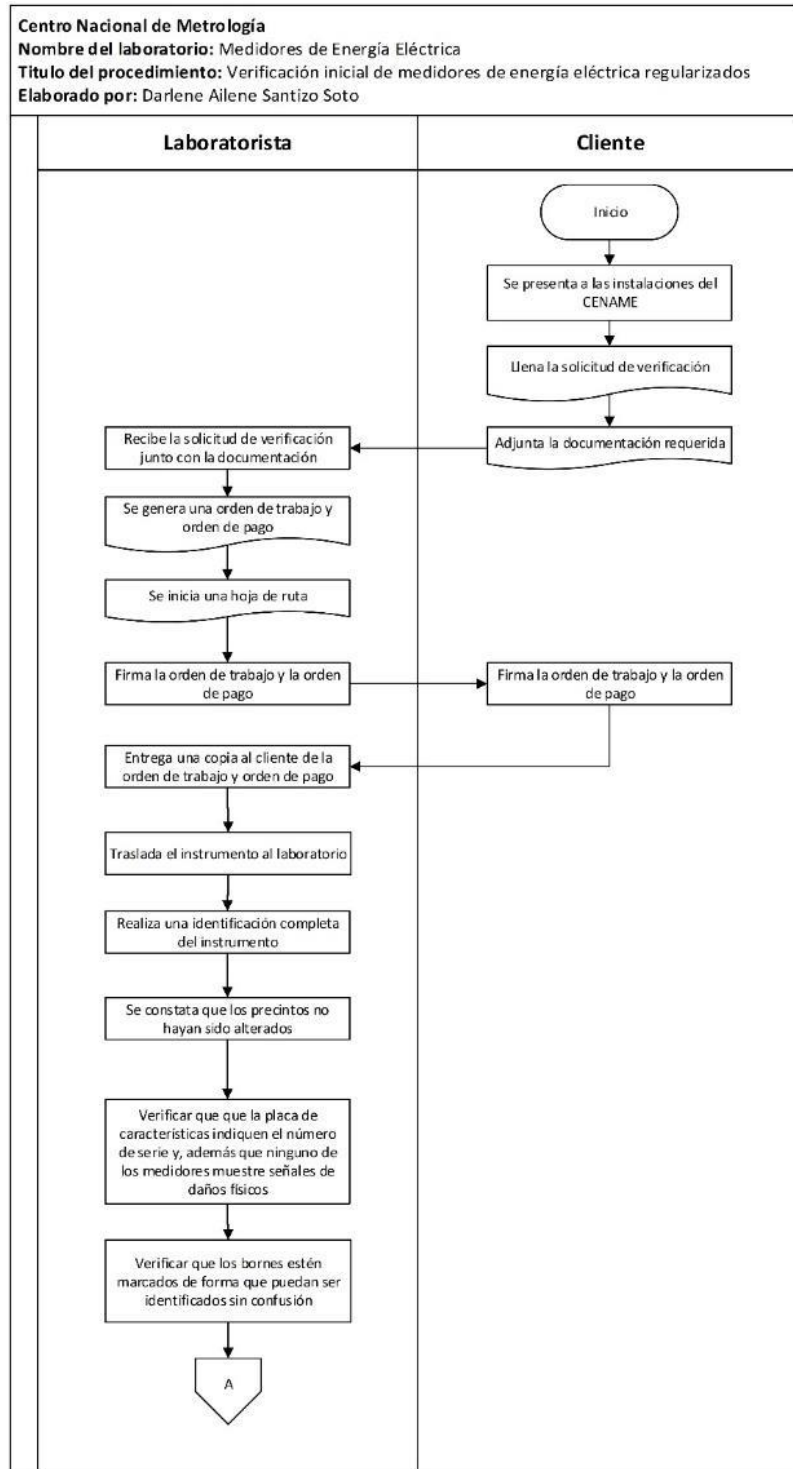 Centro Nacional de Metrología
Nombre del laboratorio: Medidores de Energía Eléctrica
Titulo del procedimiento: Verificación inicial de medidores de energía eléctrica regularizados
Elaborado por: Darlene Ailene Santizo Soto
Laboratorista
Cliente
Inicio
Se presenta a las instalaciones del
CENAME
Llena la solicitud de verificación
Adjunta la documentación requerida
Recibe la solicitud de verificación
junto con la documentación
Se genera una orden de trabajo y
orden de pago
Se inicia una hoja de ruta
Firma la orden de trabajo y la orden
de pago
Firma la orden de trabajo y la orden
de pago
Entrega una copia al cliente de la
orden de trabajo y orden de pago
Traslada el instrumento al laboratorio
Realiza una identificación completa
del instrumento
Se constata que los precintos no
hayan sido alterados
Verificar que que la placa de
características indiquen el número
de serie y, además que ninguno de
los medidores muestre señales de
daños físicos
Verificar que los bornes estén
marcados de forma que puedan ser
identificados sin confusión
A